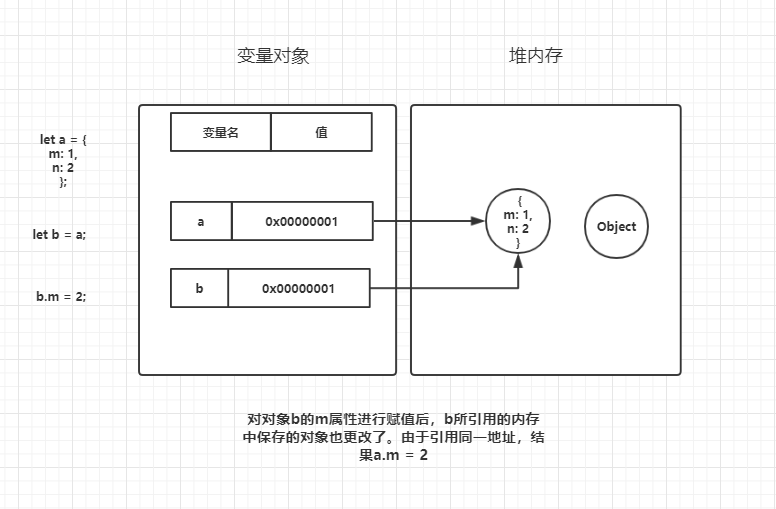 变量对象
堆内存
变量名
值
let a = {
m: 1,
n: 2
};
a
0x00000001
{
m: 1,
n: 2
}
Object
let b = a;
b
0x00000001
b.m = 2;
对对象b的m属性进行赋值后，b所引用的内存
中保存的对象也更改了。由于引用同一地址，结
果a.m = 2